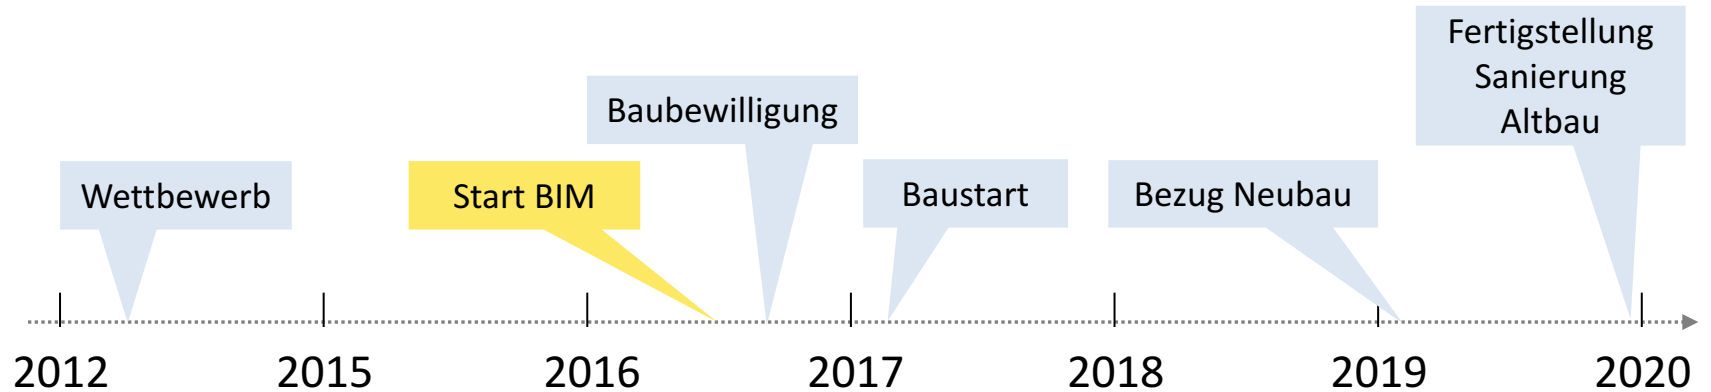 Wettbewerb
Start BIM
Baubewilligung
Baustart
Bezug Neubau
Fertigstellung
Sanierung
Altbau
2012 2015 2016 2017 2018 2019 2020